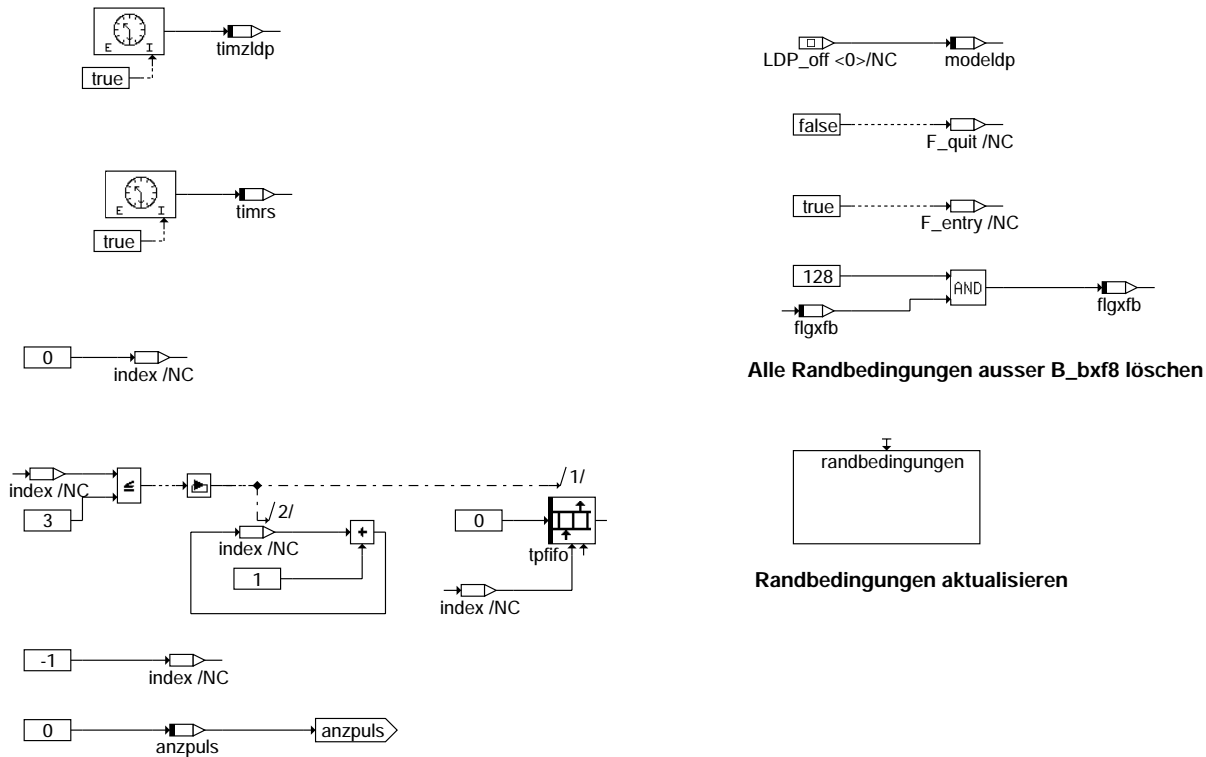 E I
timzldp
true
E I
timrs
true
0
index /NC
index /NC
≤
3
/2/
index /NC
+
1
/1/
0
tpfifo
index /NC
-1
index /NC
0
anzpuls
anzpuls
LDP_off <0>/NC
modeldp
false
F_quit /NC
true
F_entry /NC
128
AND
flgxfb
flgxfb
Alle Randbedingungen ausser B_bxf8 löschen
randbedingungen
Randbedingungen aktualisieren